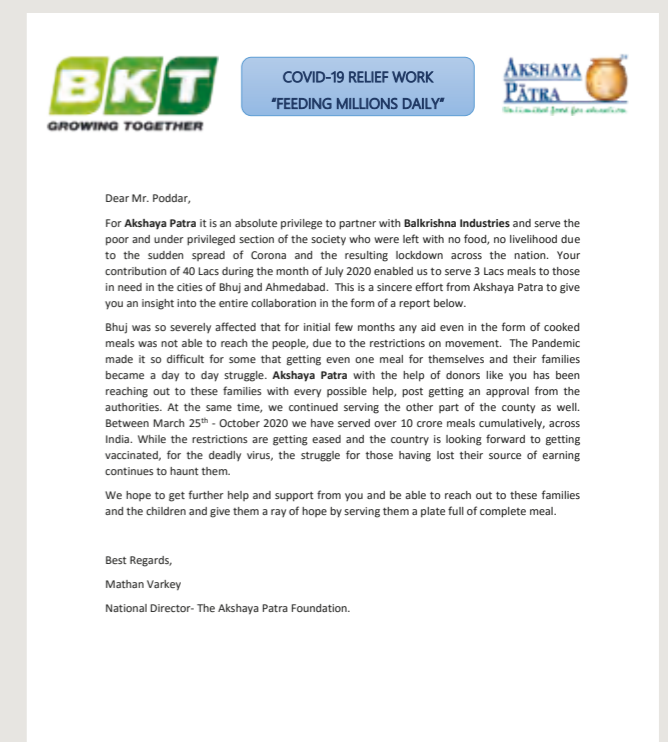 BKT
GROWING TOGETHER
COVID-19 RELIEF WORK
"FEEDING MILLIONS DAILY"
AKSHAYA
PĀTRA
Unlimited food for education
Dear Mr. Poddar,
For Akshaya Patra it is an absolute privilege to partner with Balkrishna Industries and serve the
poor and under privileged section of the society who were left with no food, no livelihood due
to the sudden spread of Corona and the resulting lockdown across the nation. Your
contribution of 40 Lacs during the month of July 2020 enabled us to serve 3 Lacs meals to those
in need in the cities of Bhuj and Ahmedabad. This is a sincere effort from Akshaya Patra to give
you an insight into the entire collaboration in the form of a report below.
Bhuj was so severely affected that for initial few months any aid even in the form of cooked
meals was not able to reach the people, due to the restrictions on movement. The Pandemic
made it so difficult for some that getting even one meal for themselves and their families
became a day to day struggle. Akshaya Patra with the help of donors like you has been
reaching out to these families with every possible help, post getting an approval from the
authorities. At the same time, we continued serving the other part of the county as well.
Between March 25th - October 2020 we have served over 10 crore meals cumulatively, across
India. While the restrictions are getting eased and the country is looking forward to getting
vaccinated, for the deadly virus, the struggle for those having lost their source of earning
continues to haunt them.
We hope to get further help and support from you and be able to reach out to these families
and the children and give them a ray of hope by serving them a plate full of complete meal.
Best Regards,
Mathan Varkey
National Director- The Akshaya Patra Foundation.